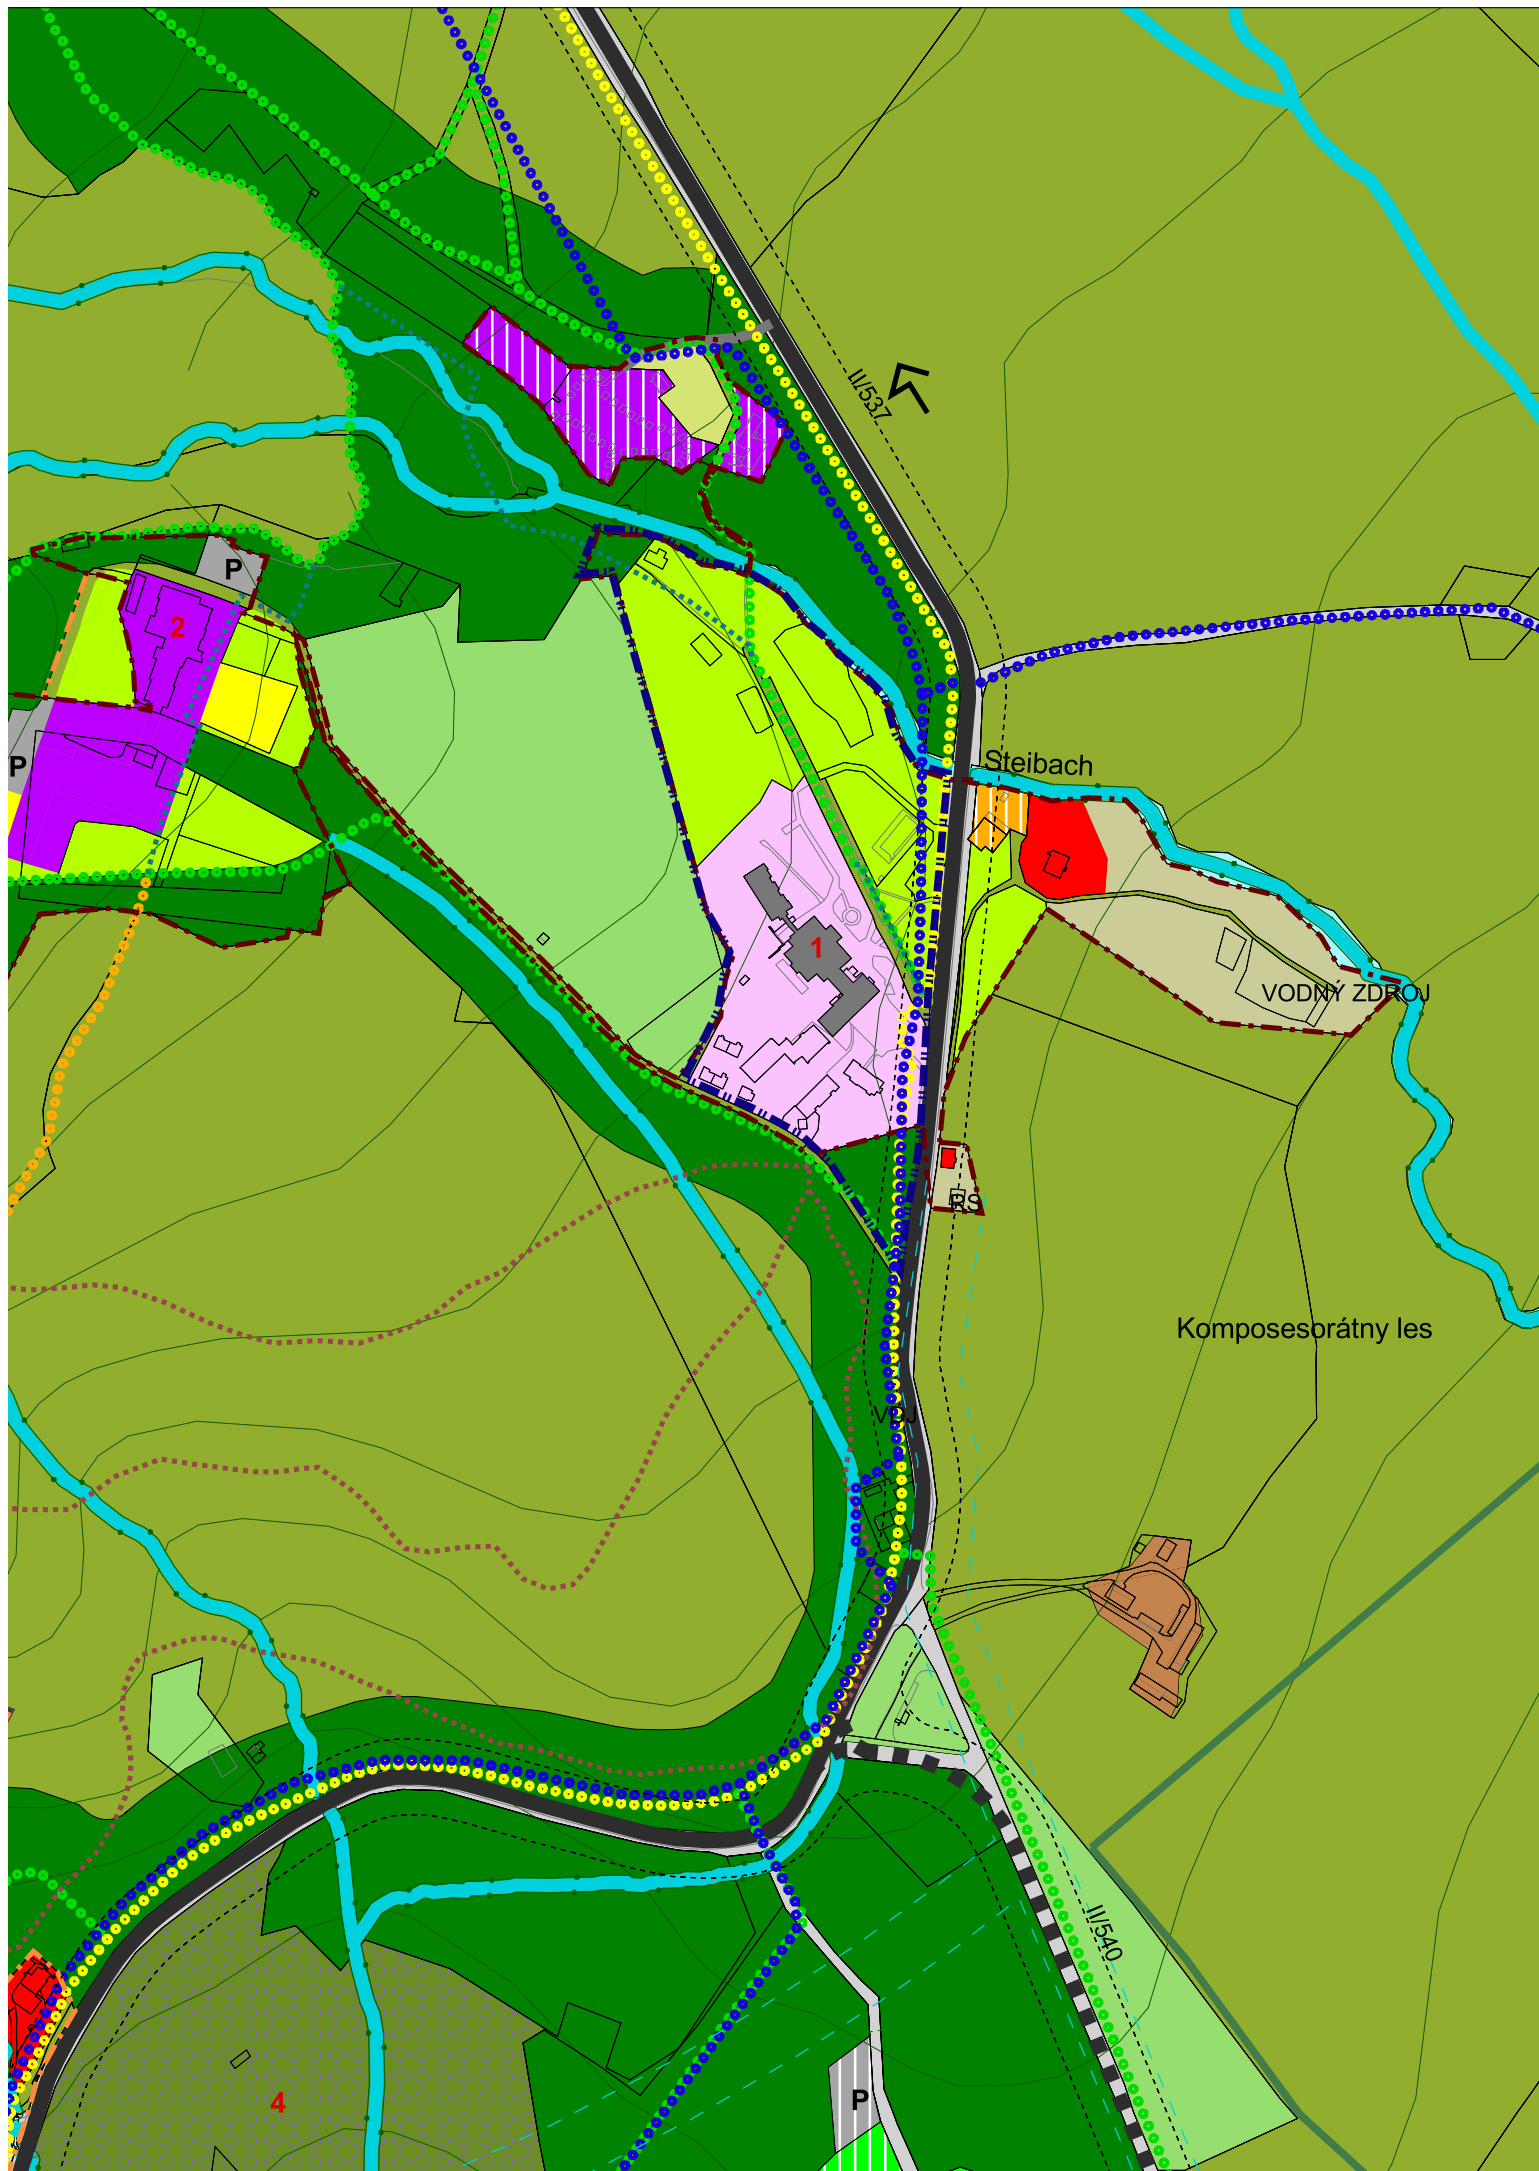 II/537
P
2
P
Steibach
1
VODNÝ ZDROJ
RS
Komposesorátny les
VDJ
II/540
4
P